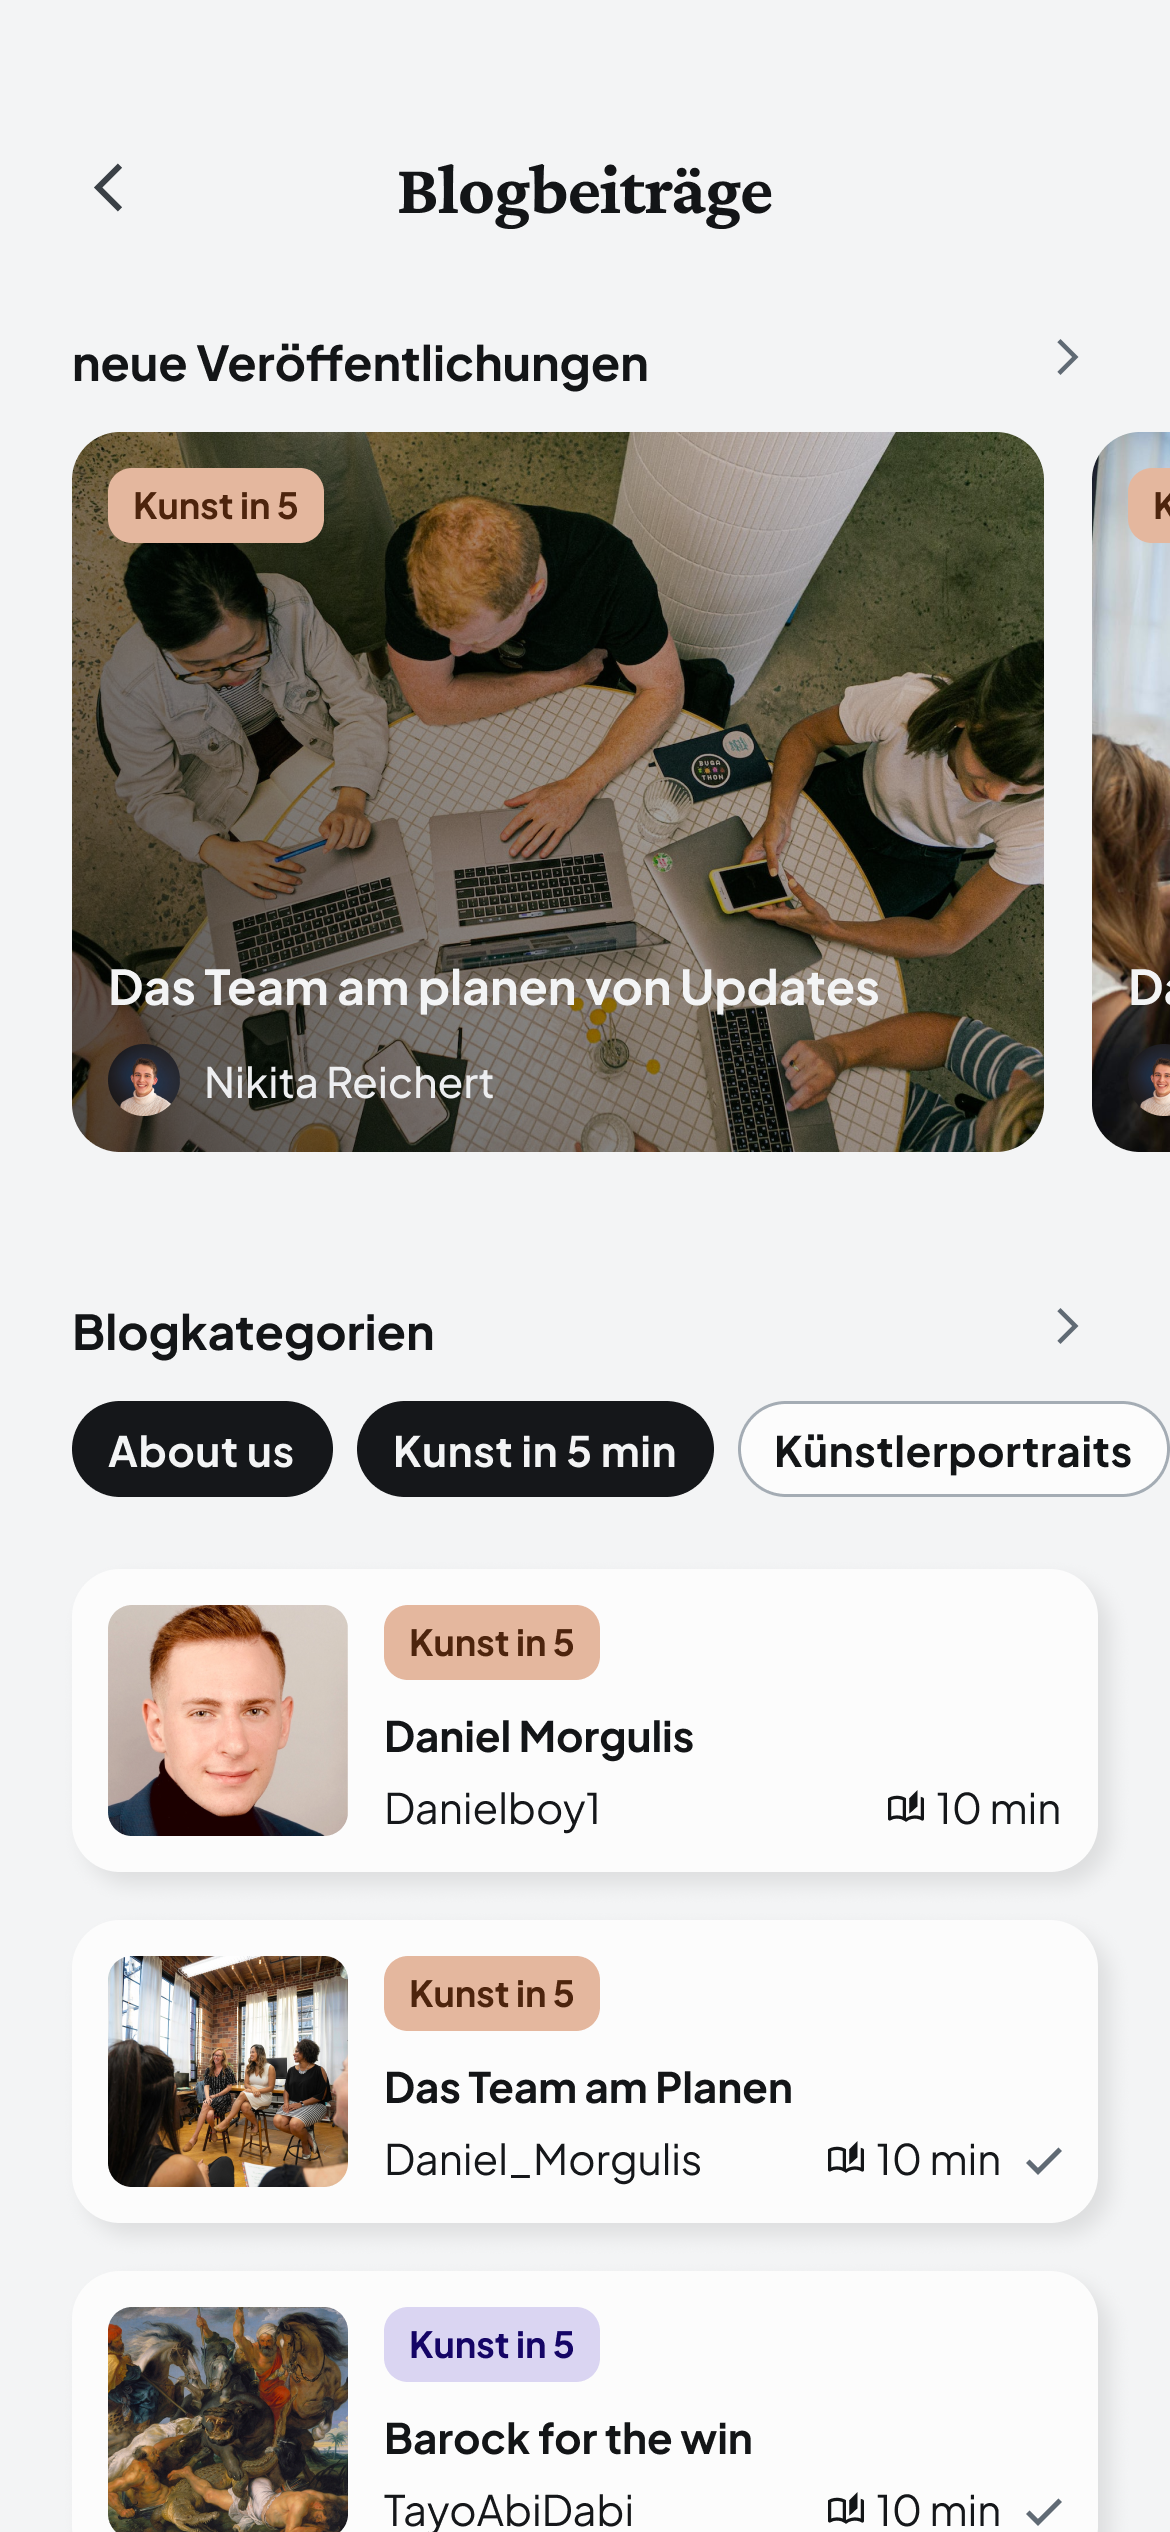 Blogbeiträge
neue Veröffentlichungen
Kunst in 5
BUGA
THON
Das Team am planen von Updates
Nikita Reichert
Blogkategorien
About us
Kunst in 5 min
Künstlerportraits
Kunst in 5
Daniel Morgulis
Danielboy1
10 min
Kunst in 5
Das Team am Planen
Daniel_Morgulis
10 min
Kunst in 5
Barock for the win
TayoAbiDabi
10 min